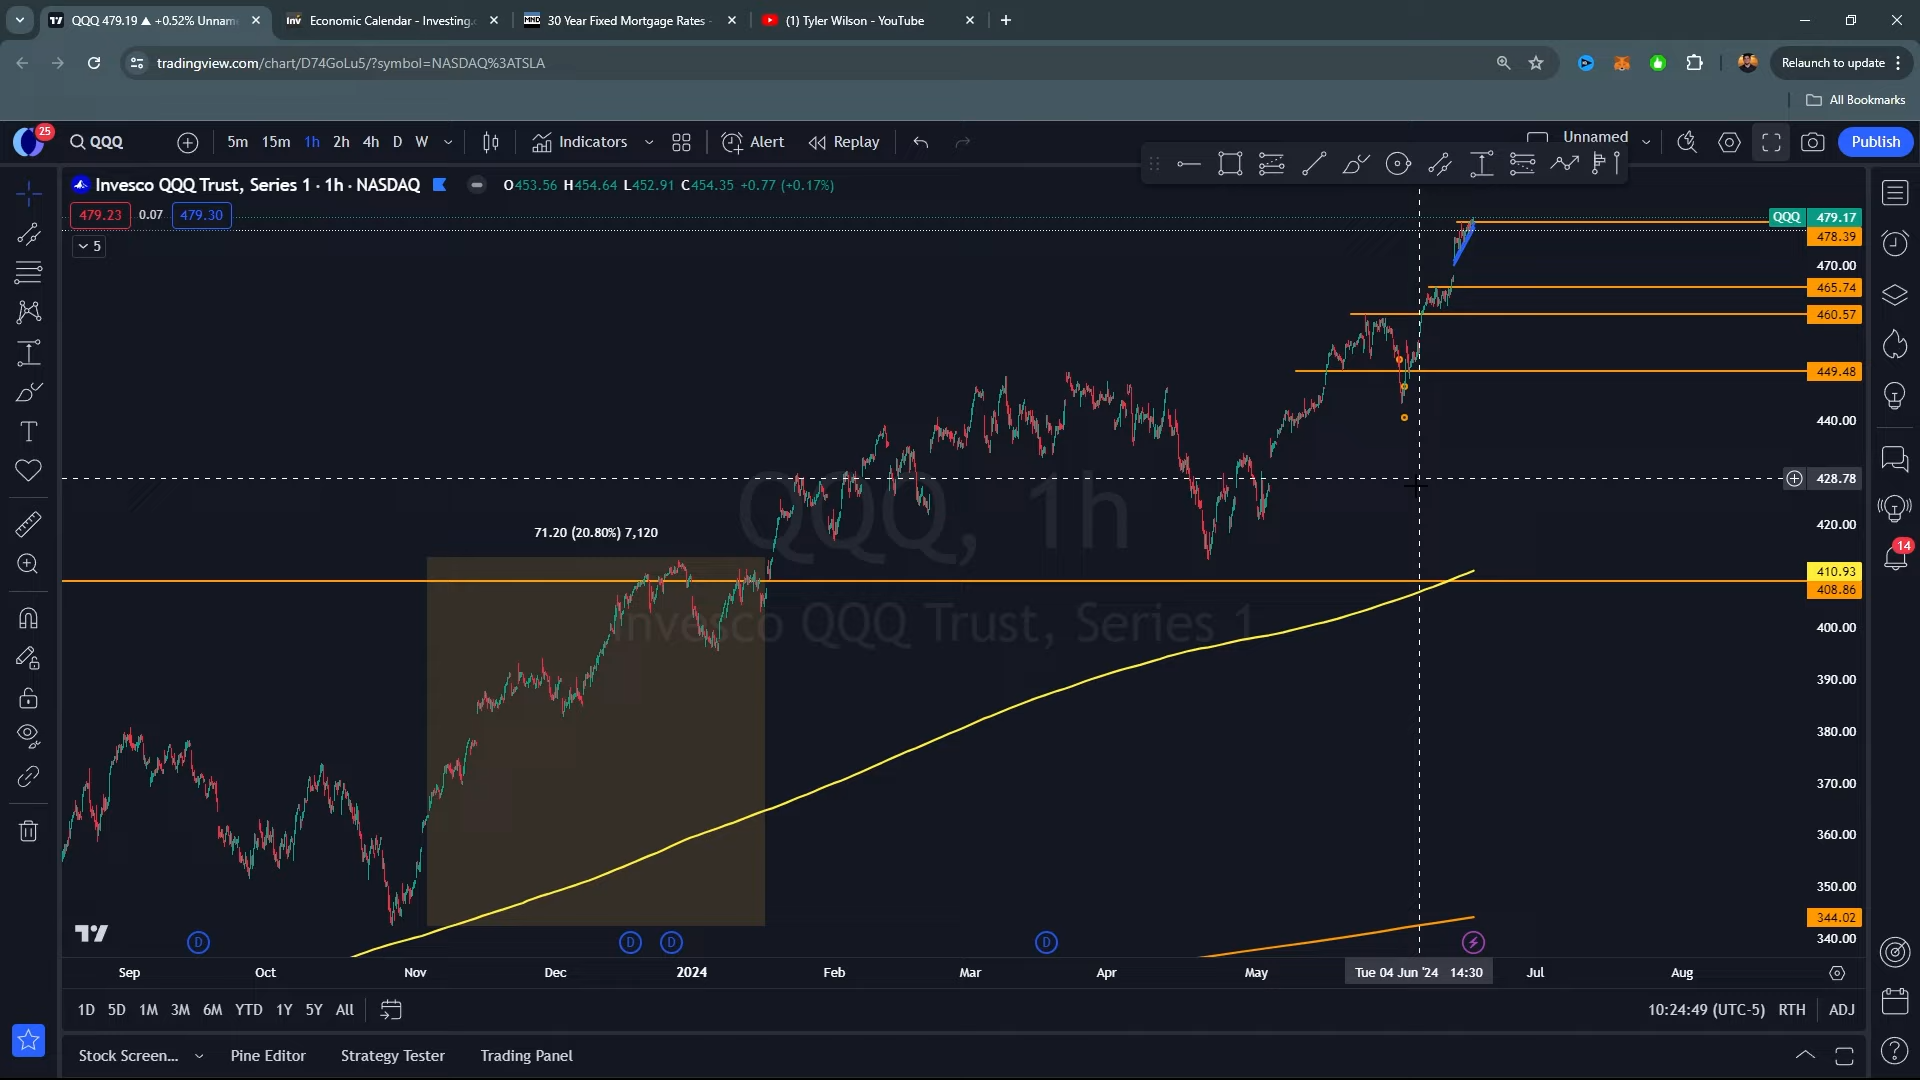 QQQ 479.19 ▲ +0.52% Unnam
Economic Calendar - Investing.
30 Year Fixed Mortgage Rates -
(1) Tyler Wilson - YouTube
tradingview.com/chart/D74GoLu5/?symbol=NASDAQ%3ATSLA
Relaunch to update
All Bookmarks
25
QQQ
5m 15m 1h 2h 4h D W
Indicators
Alert
Replay
Unnamed
Publish
Invesco QQQ Trust, Series 1 · 1h · NASDAQ
O453.56 H454.64 L452.91 C454.35 +0.77 (+0.17%)
479.23 0.07 479.30
5
QQQ 479.17
478.39
470.00
465.74
460.57
449.48
440.00
428.78
QQQ, 1h
420.00
71.20 (20.80%) 7,120
14
410.93
408.86
Invesco QQQ Trust, Series 1
400.00
390.00
380.00
370.00
360.00
350.00
344.02
340.00
D D D D
Sep Oct Nov Dec 2024 Feb Mar Apr May Tue 04 Jun '24 14:30 Jul Aug
1D 5D 1M 3M 6M YTD 1Y 5Y All
10:24:49 (UTC-5) RTH ADJ
Stock Screen... Pine Editor Strategy Tester Trading Panel